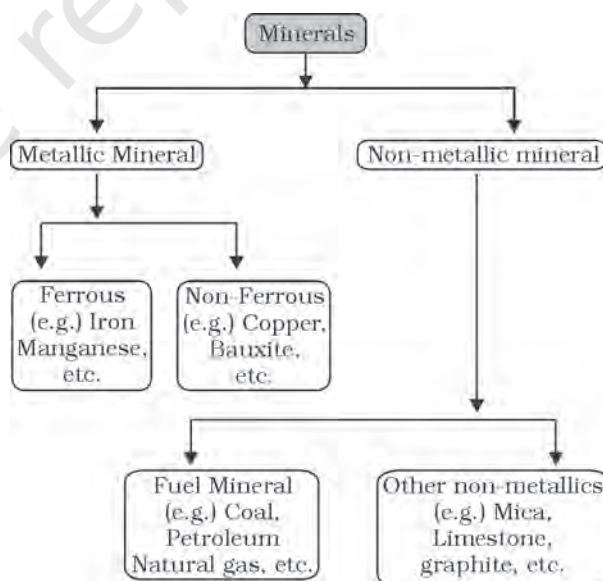 Minerals
Metallic Mineral
Non-metallic mineral
Ferrous
(e.g.) Iron
Manganese,
etc.
Non-Ferrous
(e.g.) Copper,
Bauxite,
etc.
Fuel Mineral
(e.g.) Coal,
Petroleum
Natural gas, etc.
Other non-metallics
(e.g.) Mica,
Limestone,
graphite, etc.